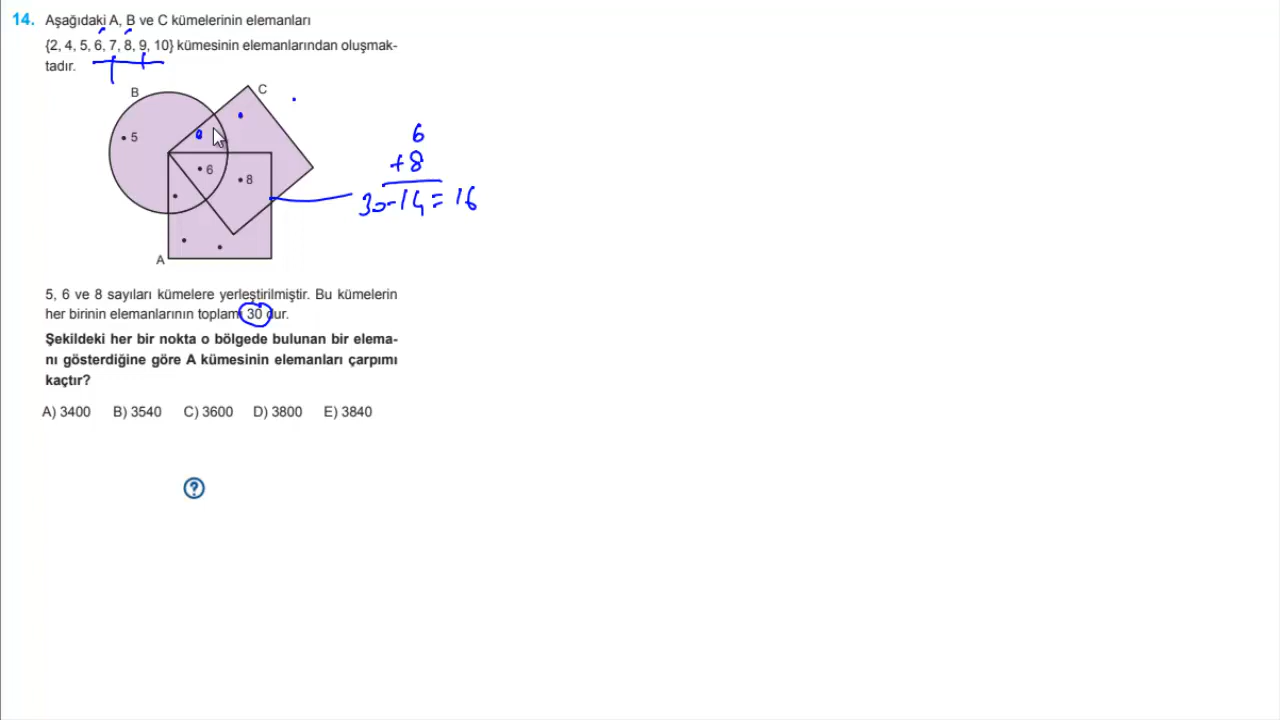 14. Aşağıdaki A, B ve C kümelerinin elemanları
{2, 4, 5, 6, 7, 8, 9, 10} kümesinin elemanlarından oluşmak-
tadır.
B
C
5
6
8
A
6
+8
30-14=16
5, 6 ve 8 sayıları kümelere yerleştirilmiştir. Bu kümelerin
her birinin elemanlarının toplamı 30 dur.
Şekildeki her bir nokta o bölgede bulunan bir elema-
nı gösterdiğine göre A kümesinin elemanları çarpımı
kaçtır?
A) 3400 B) 3540 C) 3600 D) 3800 E) 3840
?